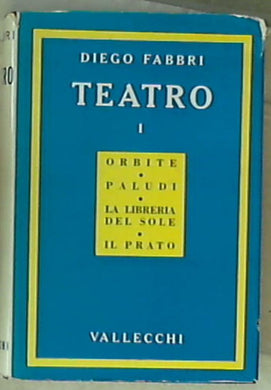 DIEGO FABBRI
TEATRO
I
ORBITE
•
PALUDI
•
LA LIBRERIA
DEL SOLE
•
IL PRATO
VALLECCHI